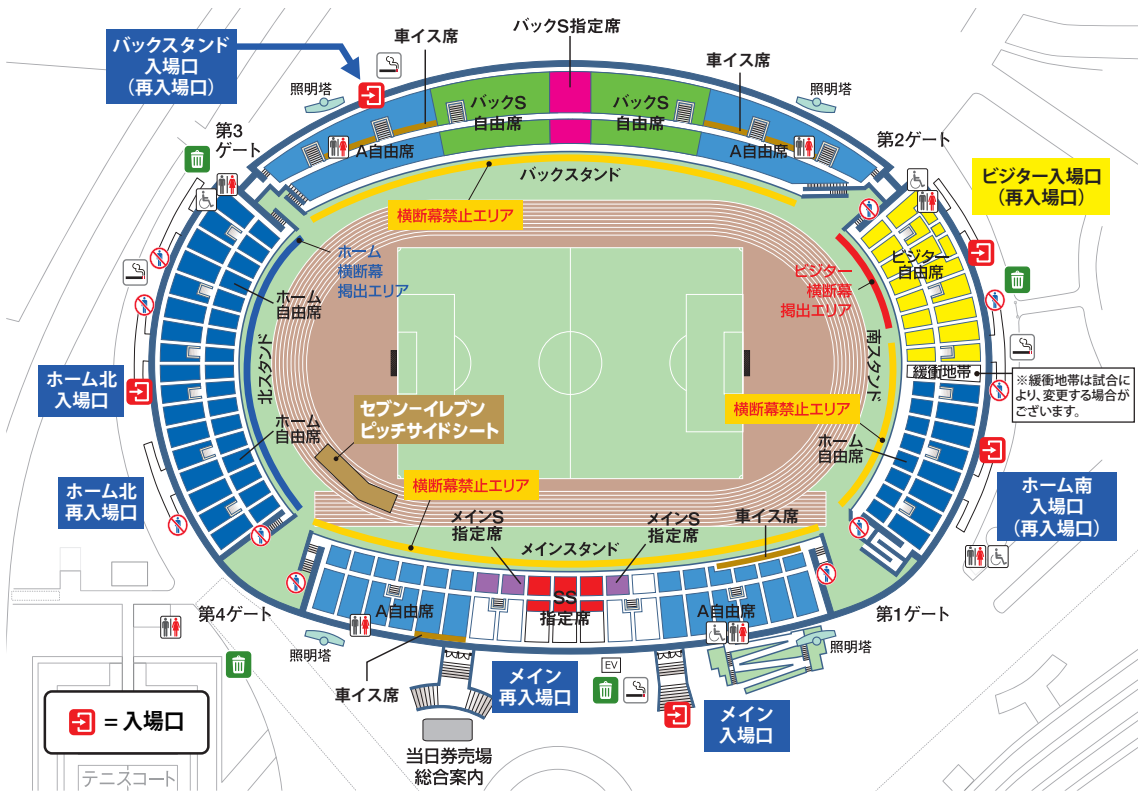 バックS指定席
バックスタンド
入場口
(再入場口)
車イス席
車イス席
照明塔
照明塔
バックS
自由席
バックS
自由席
第3
ゲート
A自由席
A自由席
第2ゲート
バックスタンド
ビジター入場口
(再入場口)
横断幕禁止エリア
ホーム
横断幕
掲出エリア
ビジター
横断幕
掲出エリア
ビジター
自由席
ホーム
自由席
北スタンド
南スタンド
緩衝地帯
※緩衝地帯は試合に
より、変更する場合が
ございます。
ホーム北
入場口
セブン−イレブン
ピッチサイドシート
横断幕禁止エリア
ホーム
自由席
ホーム
自由席
ホーム北
再入場口
横断幕禁止エリア
ホーム南
入場口
(再入場口)
メインS
指定席
メインスタンド
メインS
指定席
車イス席
A自由席
SS
指定席
A自由席
第4ゲート
第1ゲート
照明塔
照明塔
車イス席
メイン
再入場口
EV
メイン
入場口
=入場口
当日券売場
総合案内
テニスコート